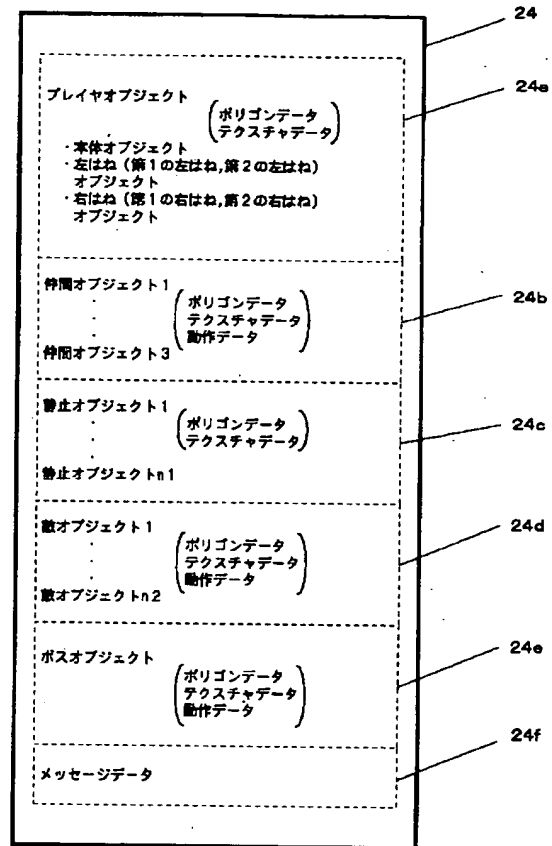 24
24a
プレイヤオブジェクト
ポリゴンデータ
テクスチャデータ
・本体オブジェクト
・左はね(第1の左はね,第2の左はね)
オブジェクト
・右はね(第1の右はね,第2の右はね)
オブジェクト
24b
仲間オブジェクト1
ポリゴンデータ
テクスチャデータ
動作データ
仲間オブジェクト3
24c
静止オブジェクト1
ポリゴンデータ
テクスチャデータ
静止オブジェクトn1
24d
敵オブジェクト1
ポリゴンデータ
テクスチャデータ
動作データ
敵オブジェクトn2
24e
ボスオブジェクト
ポリゴンデータ
テクスチャデータ
動作データ
24f
メッセージデータ